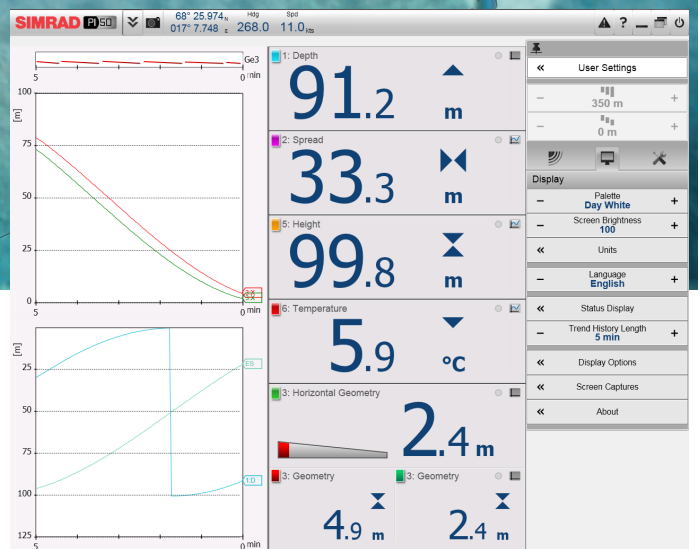 SIMRAD PI 50
68° 25.974 N
017° 7.748 E
Hdg
268.0
Spd
11.0 kts
?
Ge3
5
0 min
100
[m]
75
50
25
0
5
0 min
[m]
25
50
75
100
125
E8
1:D
5
0 min
1: Depth
91.2 m
2: Spread
33.3 m
5: Height
99.8 m
6: Temperature
5.9 °C
3: Horizontal Geometry
2.4 m
3: Geometry
4.9 m
3: Geometry
2.4 m
« User Settings
− 350 m +
− 0 m +
Display
Palette
− Day White +
Screen Brightness
− 100 +
« Units
Language
− English +
« Status Display
Trend History Length
− 5 min +
« Display Options
« Screen Captures
« About